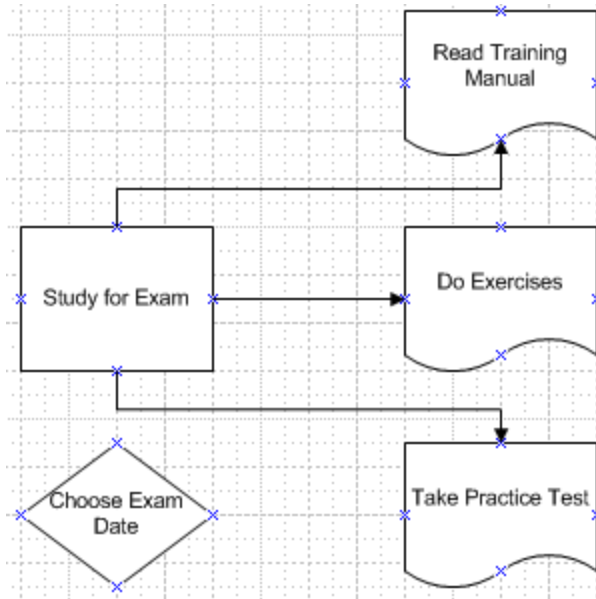 Read Training
Manual
Study for Exam
Do Exercises
Choose Exam
Date
Take Practice Test